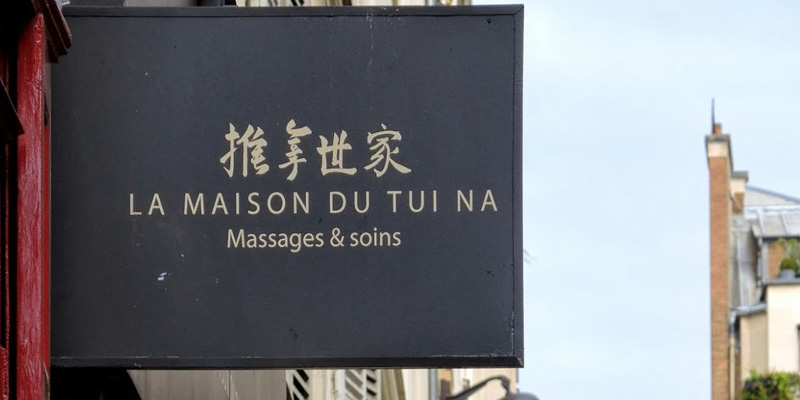 推拿世家
LA MAISON DU TUI NA
Massages & soins